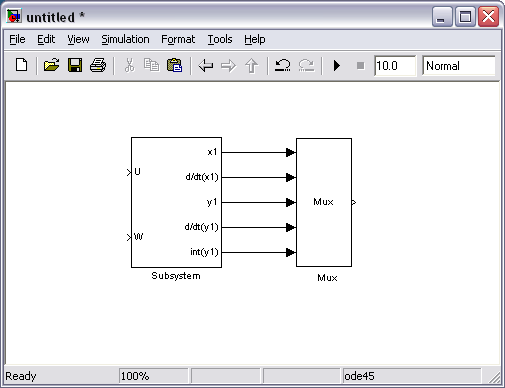 untitled *
File Edit View Simulation Format Tools Help
10.0 Normal
x1
U
d/dt(x1)
y1
Mux
d/dt(y1)
W
int(y1)
Subsystem
Mux
Ready 100% ode45